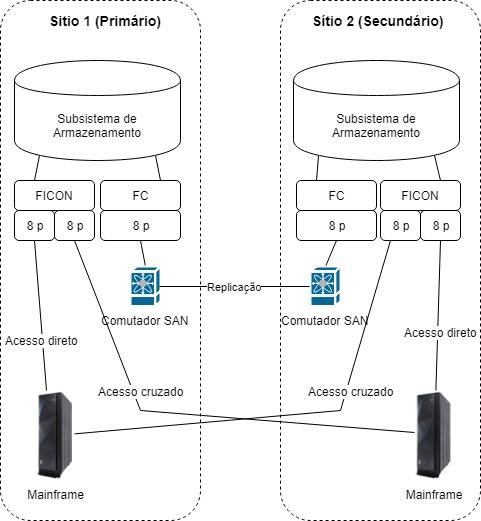 Sítio 1 (Primário)
Sítio 2 (Secundário)
Subsistema de
Armazenamento
Subsistema de
Armazenamento
FICON
FC
FC
FICON
8 p
8 p
8 p
8 p
8 p
8 p
Replicação
Comutador SAN
Comutador SAN
Acesso direto
Acesso direto
Acesso cruzado
Acesso cruzado
Mainframe
Mainframe